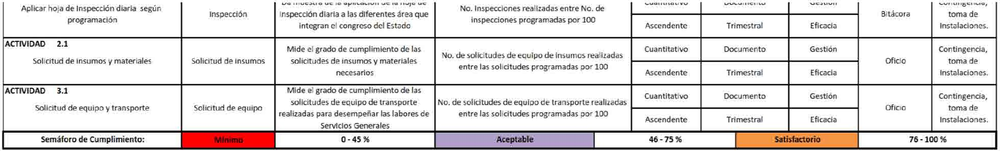 Aplicar hoja de Inspección diaria según
programación
Inspección
Da muestra de la aplicación de la hoja de
Inspección diaria a las diferentes área que
integran el congreso del Estado
No. Inspecciones realizadas entre No. de
inspecciones programadas por 100
Cuantitativo
Documento
Gestión
Ascendente
Trimestral
Eficacia
Bitácora
Contingencia,
toma de
Instalaciones.
ACTIVIDAD 2.1
Solicitud de insumos y materiales
Solicitud de insumos
Mide el grado de cumplimiento de las
solicitudes de insumos y materiales
necesarios
No. de solicitudes de equipo de insumos realizadas
entre las solicitudes programadas por 100
Cuantitativo
Documento
Gestión
Ascendente
Trimestral
Eficacia
Oficio
Contingencia,
toma de
Instalaciones.
ACTIVIDAD 3.1
Solicitud de equipo y transporte
Solicitud de equipo
Mide el grado de cumplimiento de las
solicitudes de equipo de transporte
realizadas para desempeñar las labores de
Servicios Generales
No. de solicitudes de equipo de transporte realizadas
entre las solicitudes programadas por 100
Cuantitativo
Documento
Gestión
Ascendente
Trimestral
Eficacia
Oficio
Contingencia,
toma de
Instalaciones.
Semáforo de Cumplimiento:
Mínimo
0 - 45 %
Aceptable
46 - 75 %
Satisfactorio
76 - 100 %